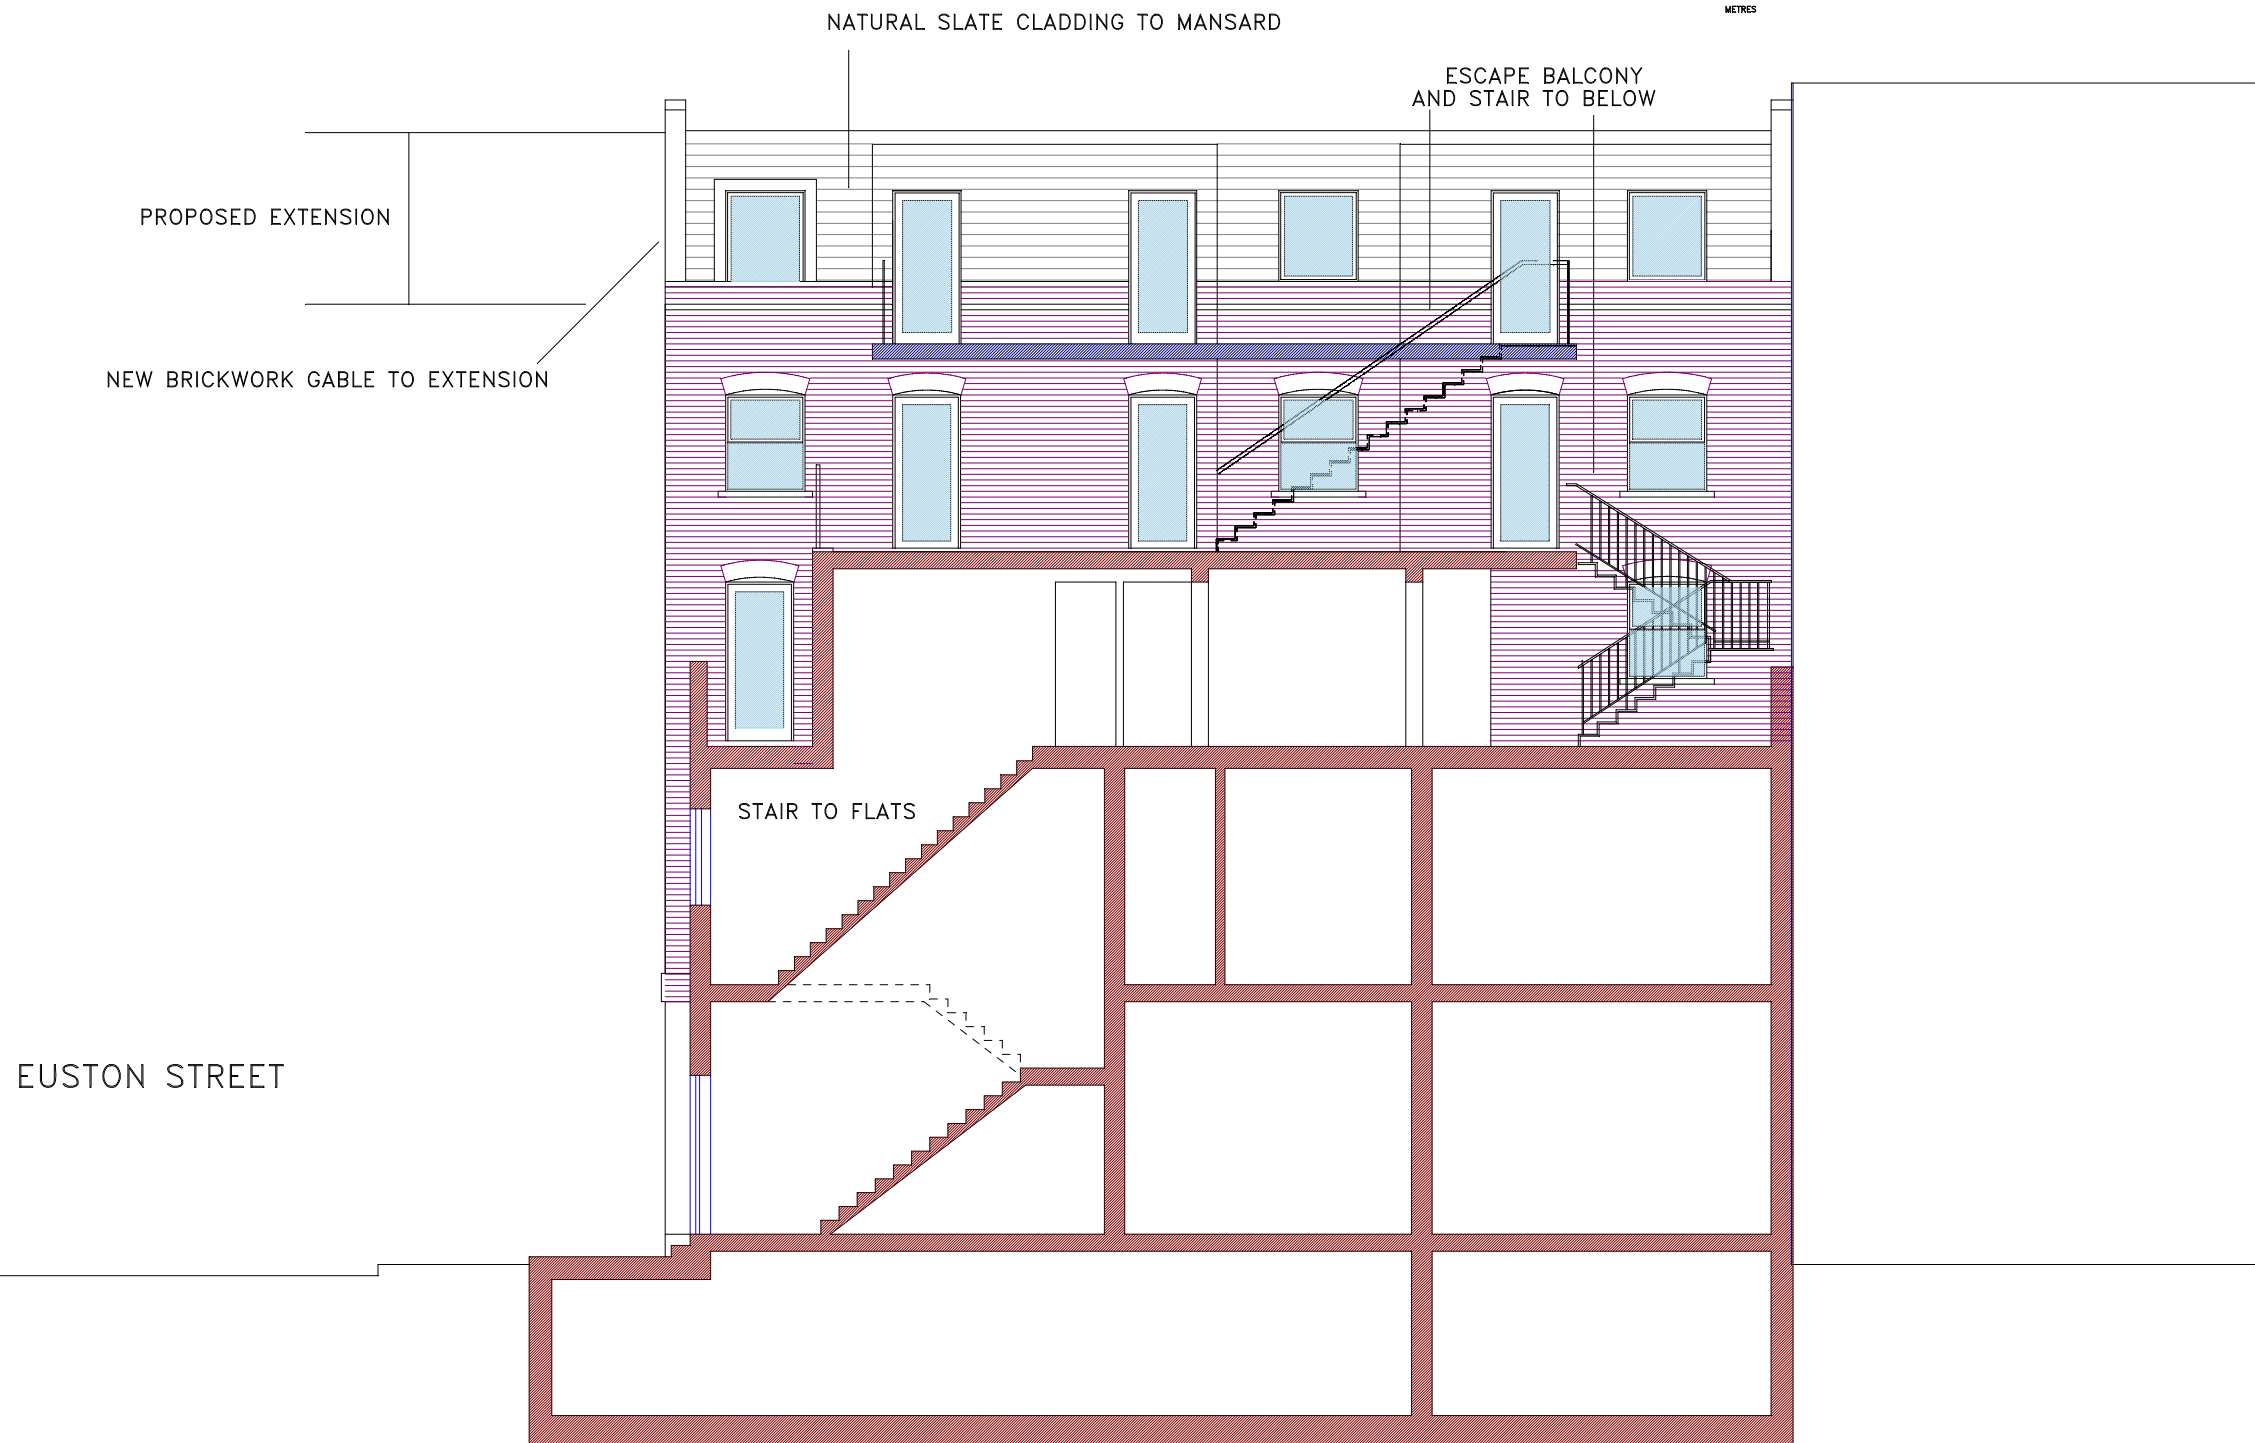 METRES
NATURAL SLATE CLADDING TO MANSARD
ESCAPE BALCONY
AND STAIR TO BELOW
PROPOSED EXTENSION
NEW BRICKWORK GABLE TO EXTENSION
STAIR TO FLATS
EUSTON STREET